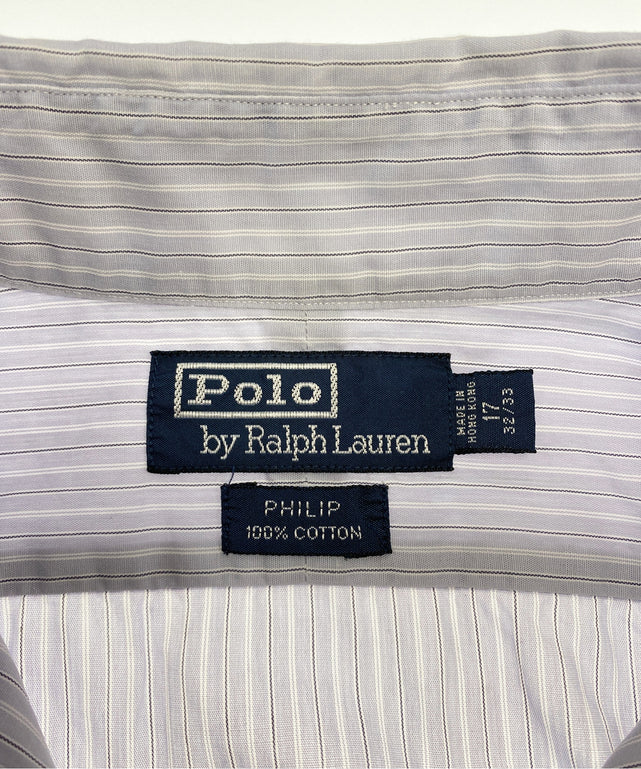 Polo
by Ralph Lauren
MADE IN
HONG KONG
17
32/33
PHILIP
100% COTTON